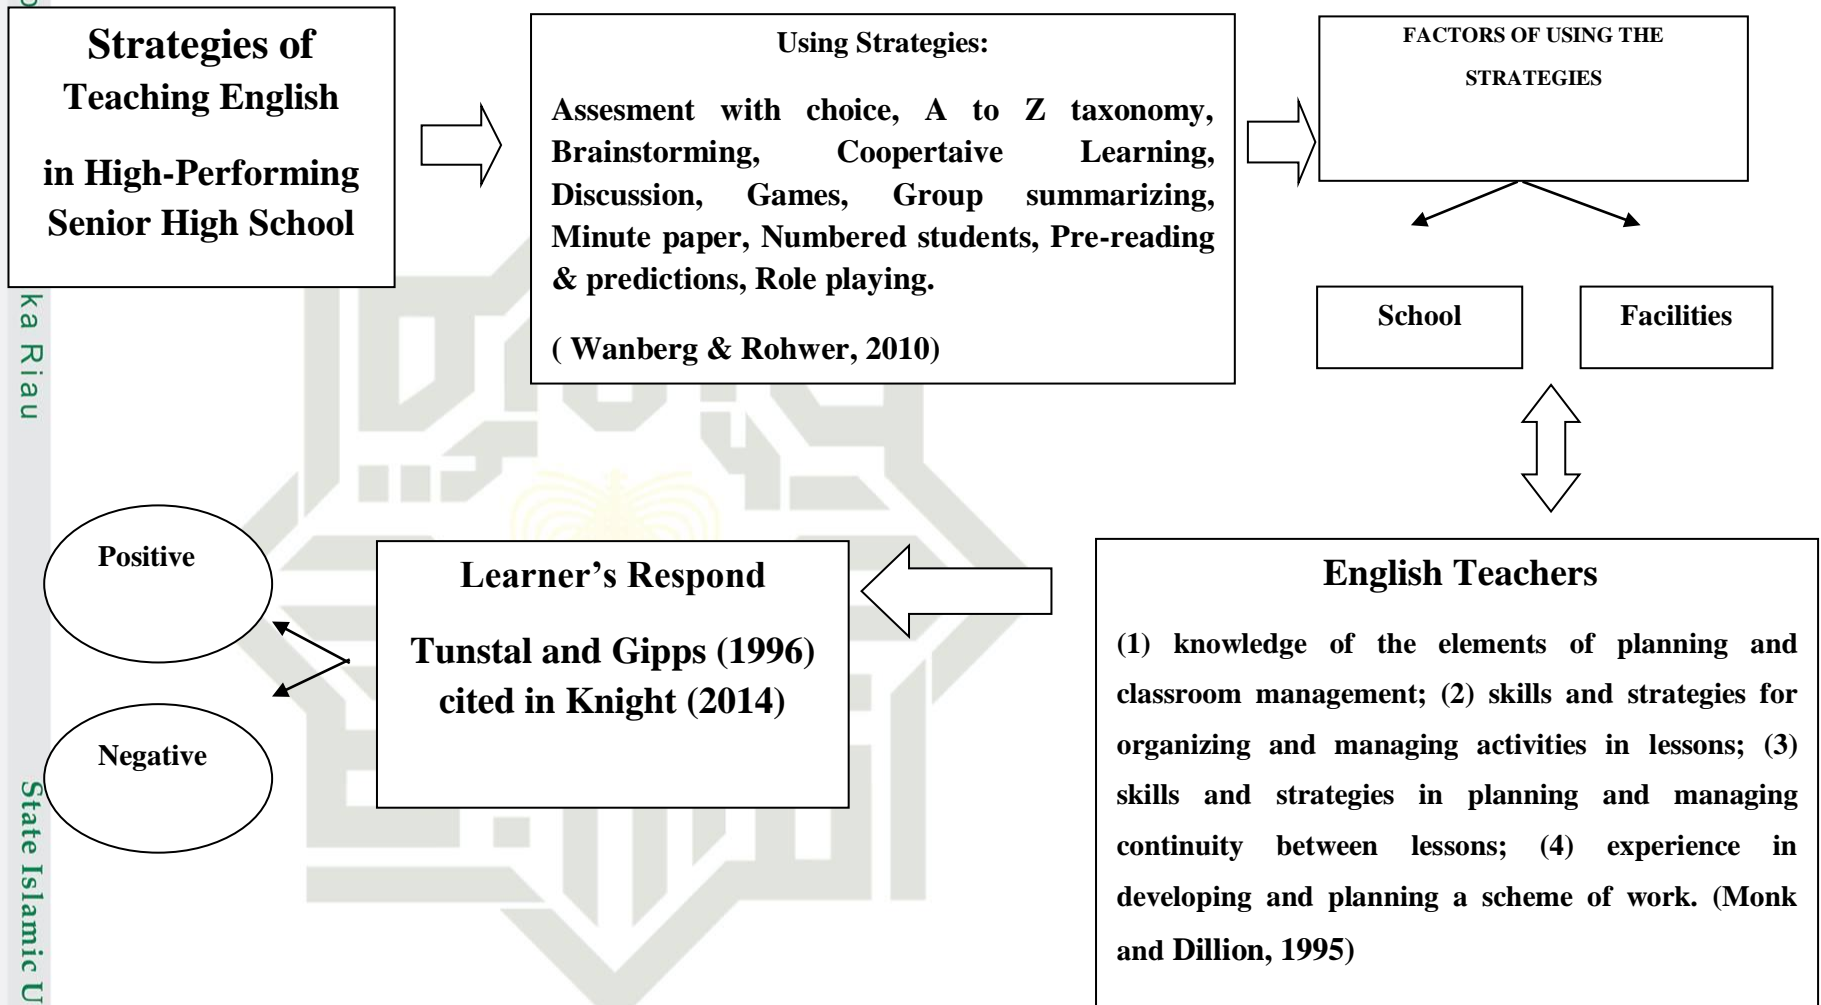 Strategies of
Teaching English
in High-Performing
Senior High School
Using Strategies:
Assesment with choice, A to Z taxonomy,
Brainstorming, Coopertaive Learning,
Discussion, Games, Group summarizing,
Minute paper, Numbered students, Pre-reading
& predictions, Role playing.
( Wanberg & Rohwer, 2010)
FACTORS OF USING THE
STRATEGIES
School
Facilities
English Teachers
(1) knowledge of the elements of planning and
classroom management; (2) skills and strategies for
organizing and managing activities in lessons; (3)
skills and strategies in planning and managing
continuity between lessons; (4) experience in
developing and planning a scheme of work. (Monk
and Dillion, 1995)
Learner’s Respond
Tunstal and Gipps (1996)
cited in Knight (2014)
Positive
Negative
ka Riau
State Islamic U